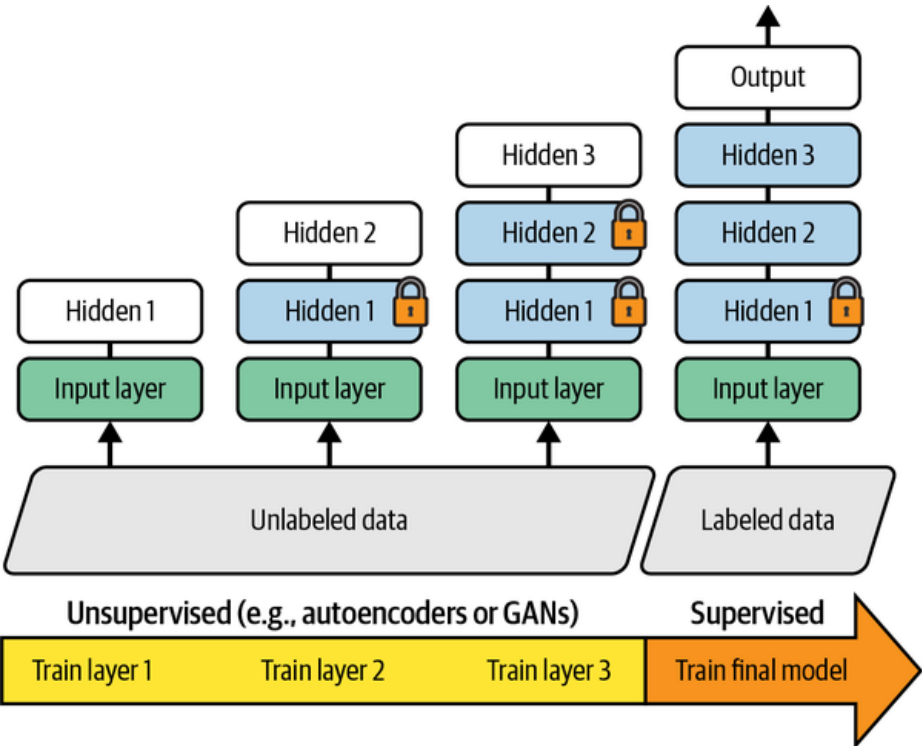 Output
Hidden 3
Hidden 3
Hidden 2
Hidden 2
Hidden 2
Hidden 1
Hidden 1
Hidden 1
Hidden 1
Input layer
Input layer
Input layer
Input layer
Unlabeled data
Labeled data
Unsupervised (e.g., autoencoders or GANs)
Supervised
Train layer 1
Train layer 2
Train layer 3
Train final model